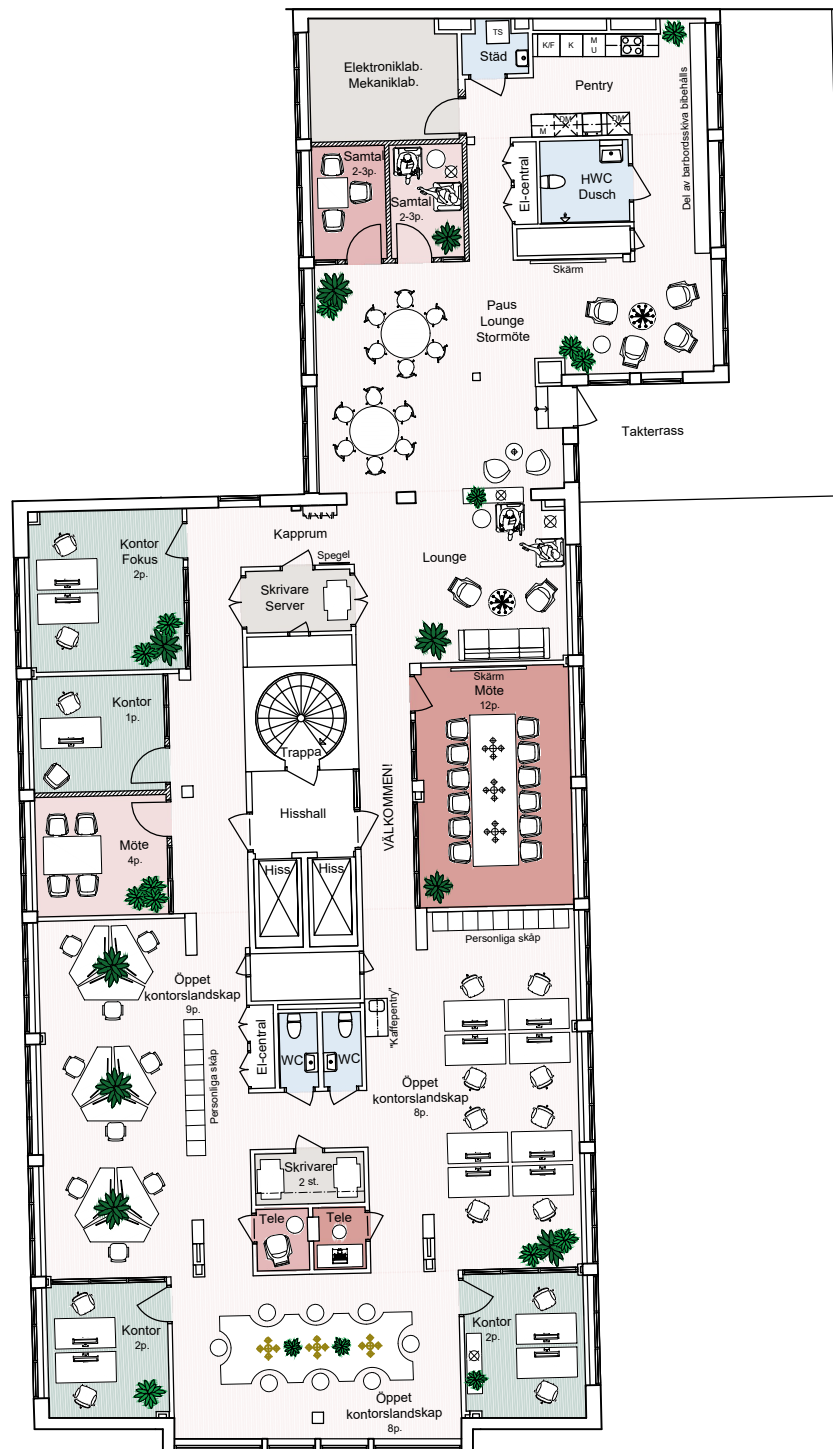 TS
Städ
K/F
K
M
U
Elektroniklab.
Mekaniklab.
Pentry
Del av barbordsskiva bibehålls
M
DM
DM
Samtal
2-3p.
Samtal
2-3p.
El-central
HWC
Dusch
Skärm
Paus
Lounge
Stormöte
Takterrass
Kapprum
Spegel
Lounge
Kontor
Fokus
2p.
Skrivare
Server
Skärm
Möte
12p.
Kontor
1p.
Trappa
VÄLKOMMEN!
Hisshall
Möte
4p.
Hiss
Hiss
Personliga skåp
Öppet
kontorslandskap
9p.
"Kaffepentry"
El-central
WC
WC
Personliga skåp
Öppet
kontorslandskap
8p.
Skrivare
2 st.
Tele
Tele
Kontor
2p.
Kontor
2p.
Öppet
kontorslandskap
8p.